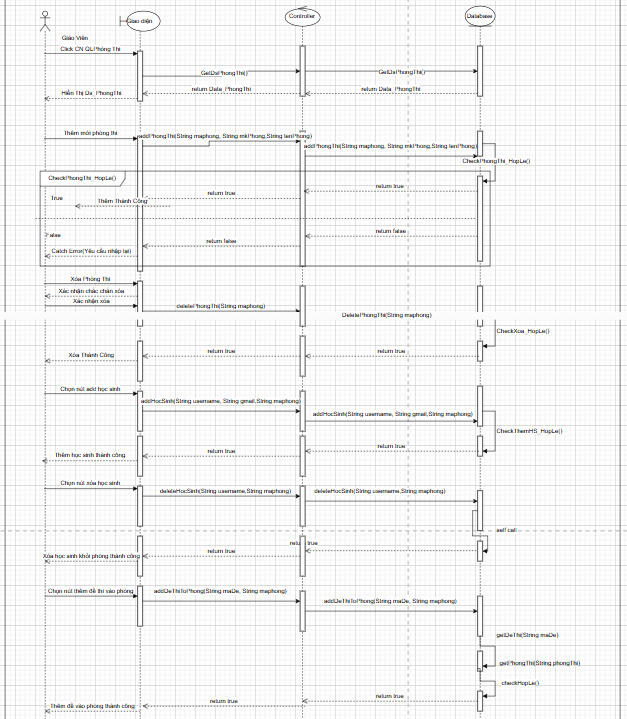 Giao diện
Controller
Database
Giáo Viên
Click CN QLPhòng Thi
GetDsPhongThi()
GetDsPhongThi()
return Data_PhongThi
return Data_PhongThi
Hiển Thị Ds_PhongThi
Thêm mới phòng thi
addPhongThi(String maphong, String mkPhong,String tenPhong)
addPhongThi(String maphong, String mkPhong,String tenPhong)
CheckPhongThi_HopLe()
CheckPhongThi_HopLe()
return true
return true
True
Thêm Thành Công
False
return false
return false
Catch Error(Yêu cầu nhập lại)
Xóa Phòng Thi
Xác nhận chắc chắn xóa
Xác nhận xóa
deletePhongThi(String maphong)
DeletePhongThi(String maphong)
CheckXoa_HopLe()
return true
return true
Xóa Thành Công
Chọn nút add học sinh
addHocSinh(String username, String gmail,String maphong)
addHocSinh(String username, String gmail,String maphong)
CheckThemHS_HopLe()
return true
return true
Thêm học sinh thành công
Chọn nút xóa học sinh
deleleHocSinh(String username,String maphong)
deleleHocSinh(String username,String maphong)
self call
retu true
return true
Xóa học sinh khỏi phòng thành công
Chọn nút thêm đề thi vào phòng
addDeThiToPhong(String maDe, String maphong)
addDeThiToPhong(String maDe, String maphong)
getDeThi(String maDe)
getPhongThi(String phongThi)
checkHopLe()
return true
return true
Thêm đề vào phòng thành công